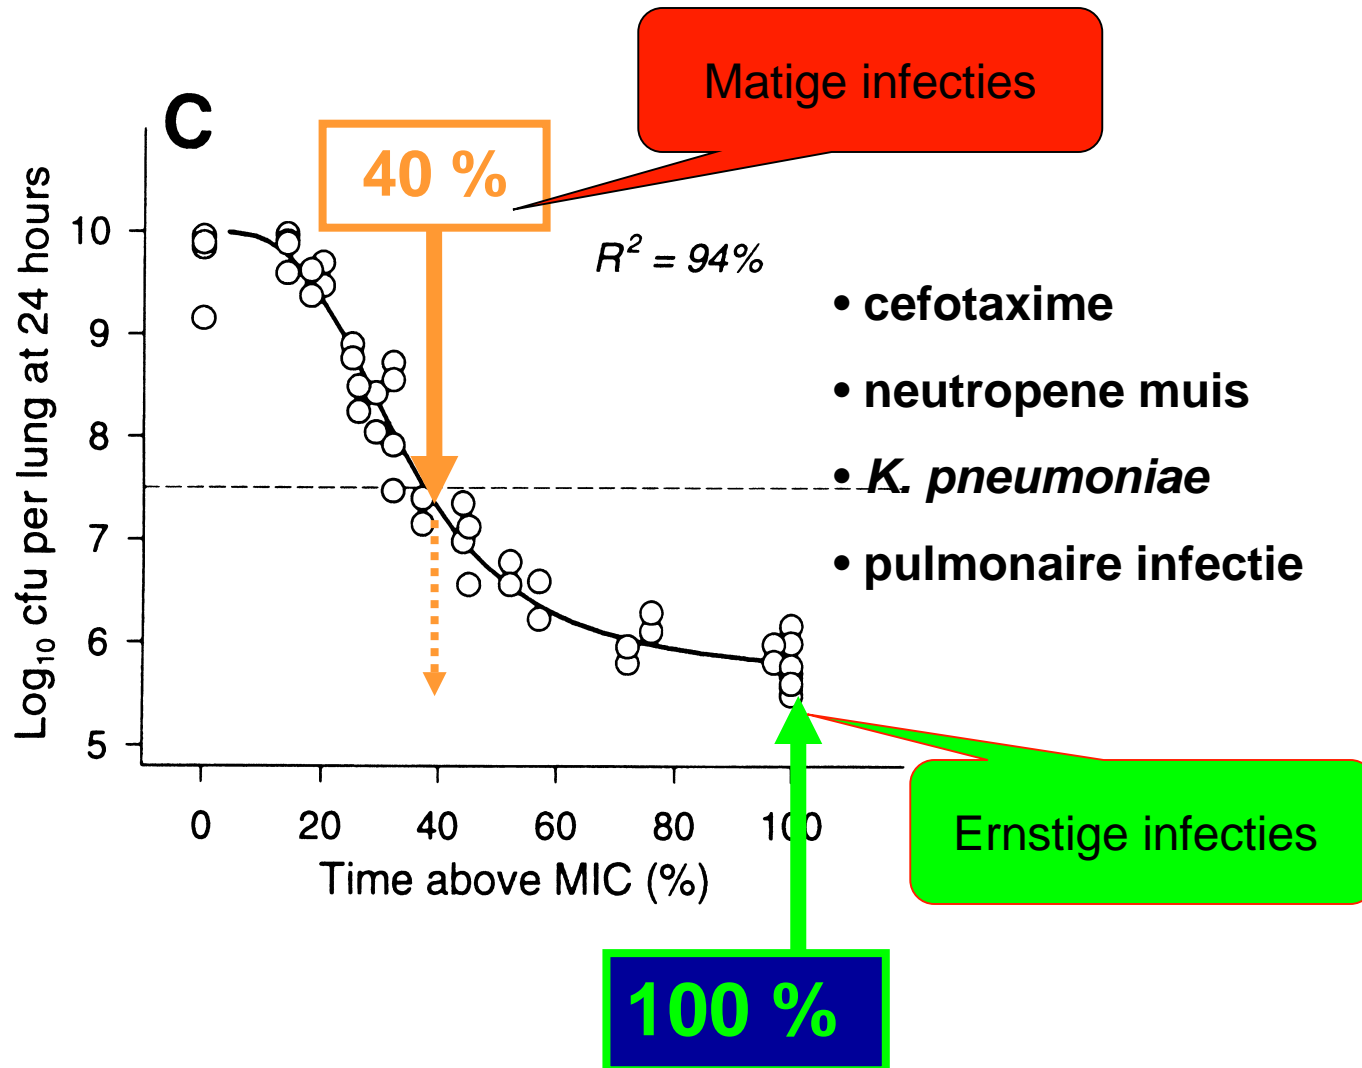 Matige infecties
C
40 %
R² = 94%
• cefotaxime
• neutropene muis
• K. pneumoniae
• pulmonaire infectie
Log₁₀ cfu per lung at 24 hours
10
9
8
7
6
5
0 20 40 60 80 100
Time above MIC (%)
Ernstige infecties
100 %